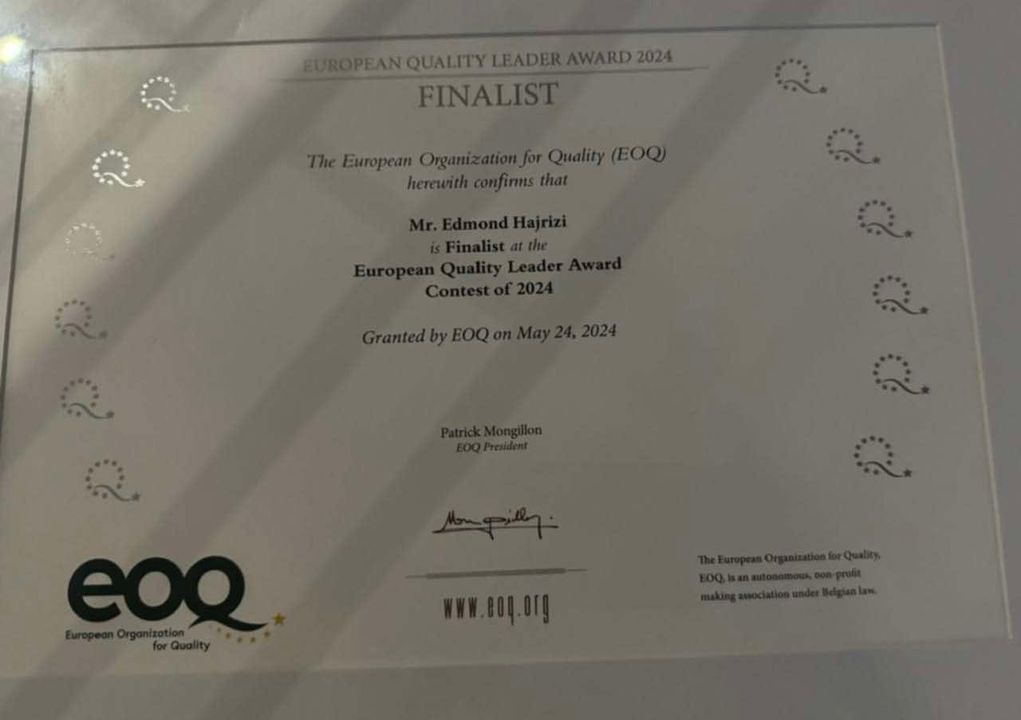 EUROPEAN QUALITY LEADER AWARD 2024
FINALIST
The European Organization for Quality (EOQ)
herewith confirms that
Mr. Edmond Hajrizi
is Finalist at the
European Quality Leader Award
Contest of 2024
Granted by EOQ on May 24, 2024
Patrick Mongillon
EOQ President
Mongillon
www.eoq.org
eoq
European Organization
for Quality
The European Organization for Quality,
EOQ, is an autonomous, non-profit
making association under Belgian law.